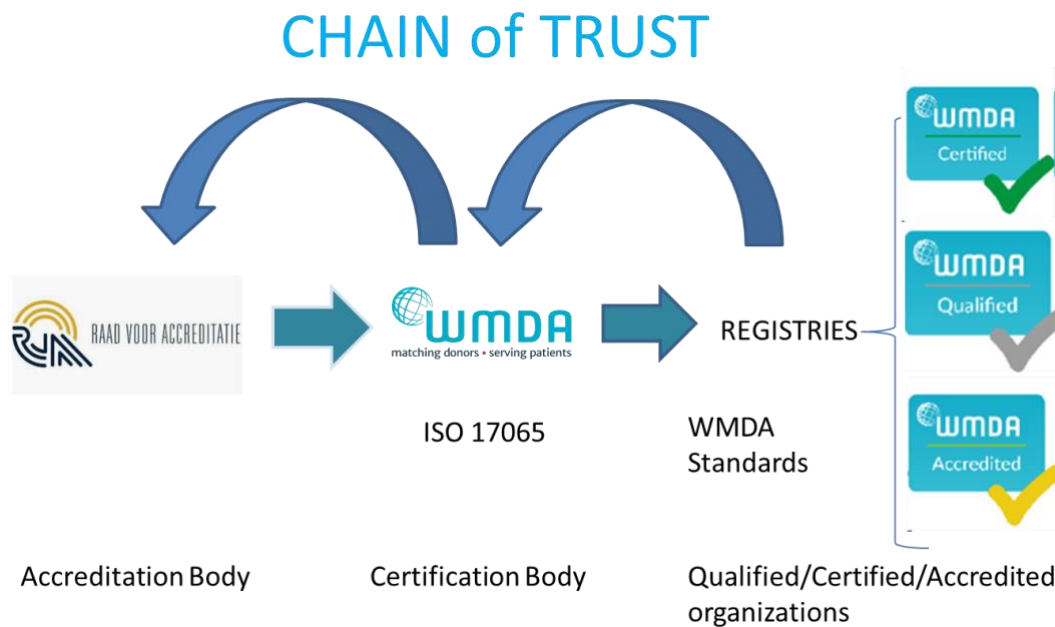 CHAIN of TRUST
WMDA
Certified
WMDA
Qualified
RAAD VOOR ACCREDITATIE
WMDA
matching donors • serving patients
REGISTRIES
WMDA
Accredited
ISO 17065
WMDA
Standards
Accreditation Body
Certification Body
Qualified/Certified/Accredited
organizations